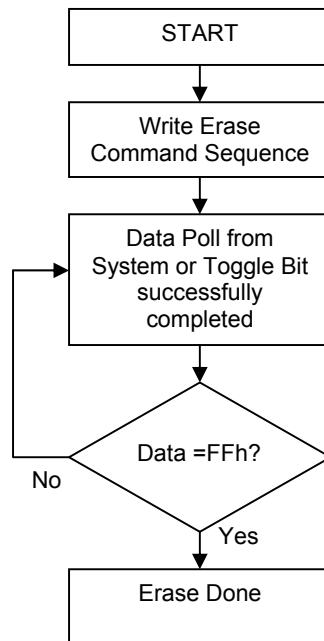 START
Write Erase
Command Sequence
Data Poll from
System or Toggle Bit
successfully
completed
Data =FFh?
No
Yes
Erase Done